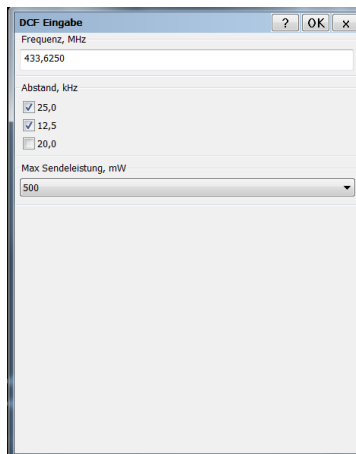 DCF Eingabe ? OK x
Frequenz, MHz
433,6250
Abstand, kHz
25,0
12,5
20,0
Max Sendeleistung, mW
500